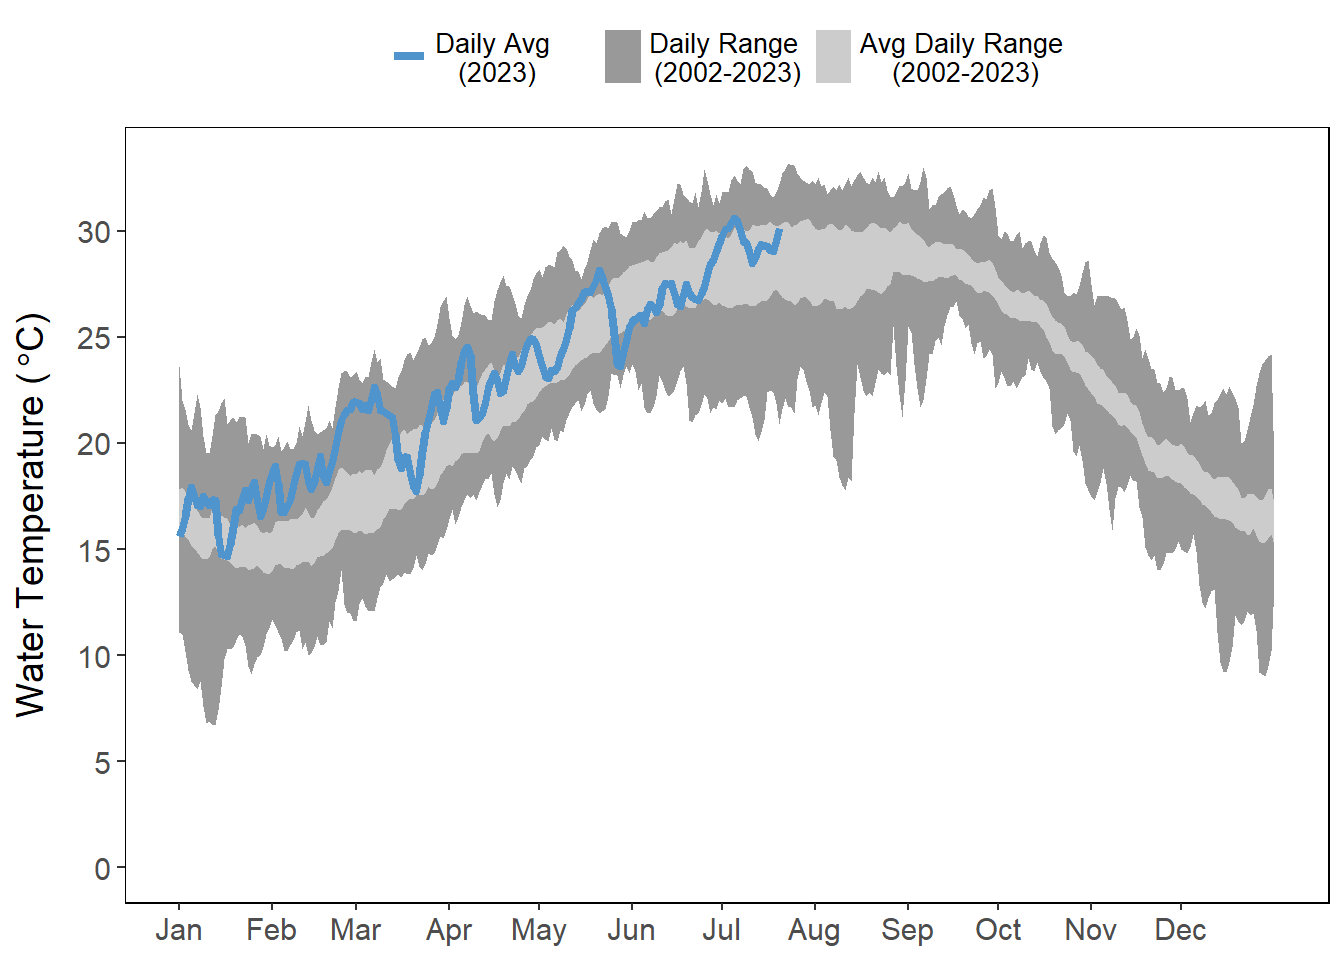 Daily Avg
(2023)
Daily Range
(2002-2023)
Avg Daily Range
(2002-2023)
Water Temperature (°C)
30
25
20
15
10
5
0
Jan Feb Mar Apr May Jun Jul Aug Sep Oct Nov Dec